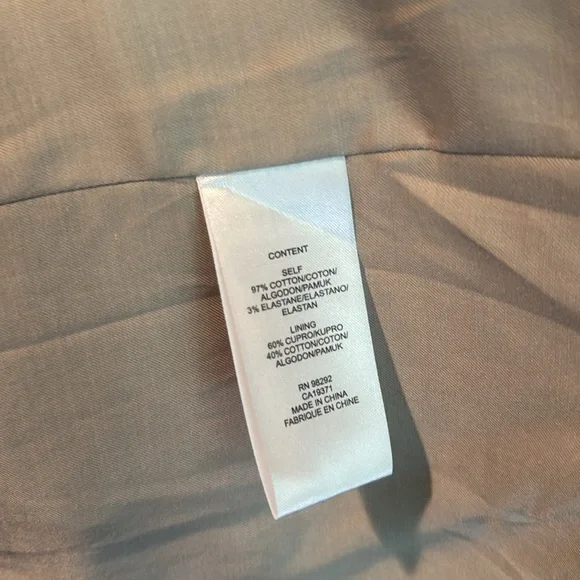 CONTENT
SELF
97% COTTON/COTON/
ALGODON/PAMUK
3% ELASTANE/ELASTANO/
ELASTAN
LINING
60% CUPRO/KUPRO
40% COTTON/COTON/
ALGODON/PAMUK
RN 98292
CA19371
MADE IN CHINA
FABRIQUE EN CHINE